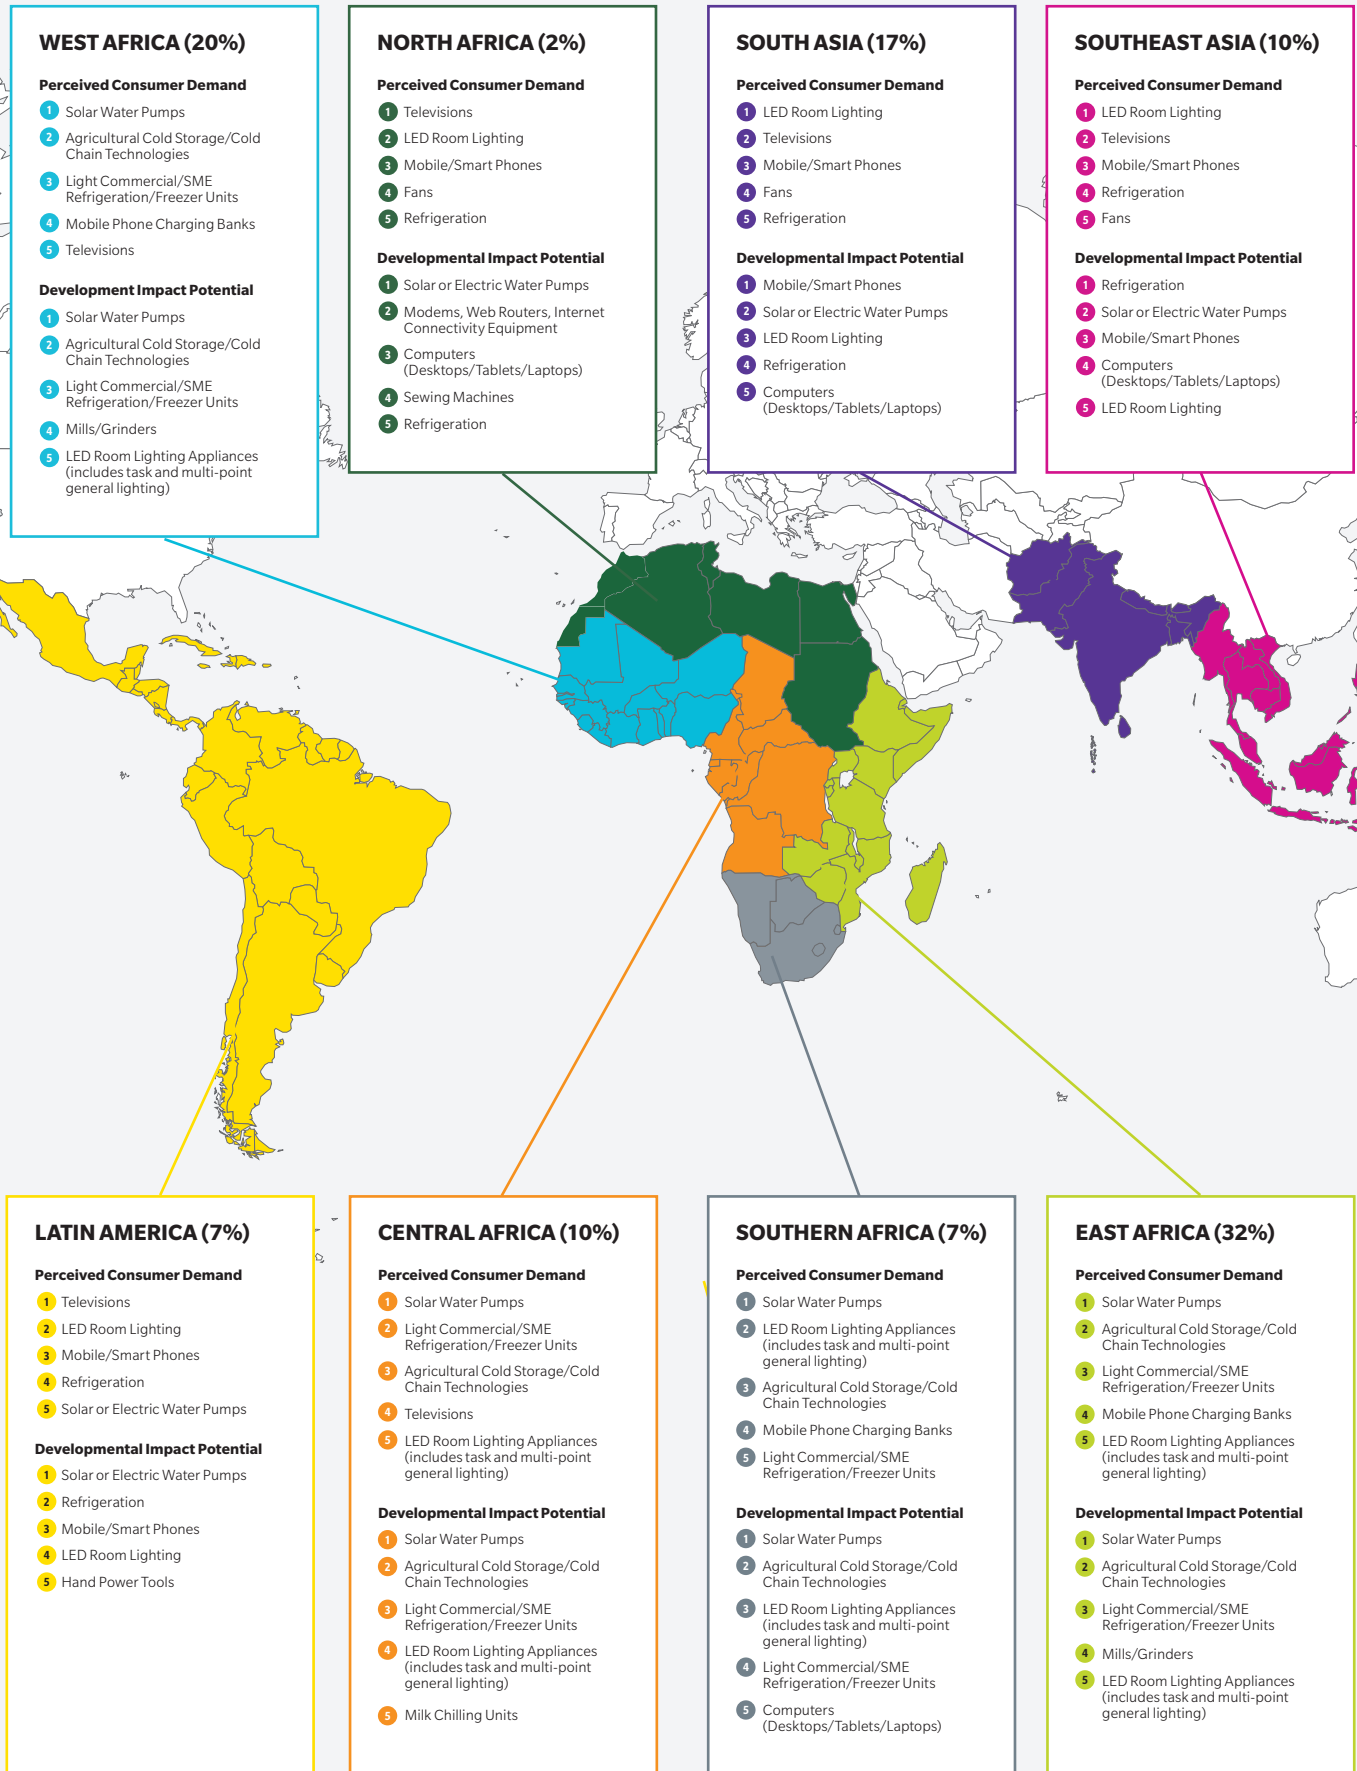 WEST AFRICA (20%)
Perceived Consumer Demand
1 Solar Water Pumps
2 Agricultural Cold Storage/Cold
Chain Technologies
3 Light Commercial/SME
Refrigeration/Freezer Units
4 Mobile Phone Charging Banks
5 Televisions
Development Impact Potential
1 Solar Water Pumps
2 Agricultural Cold Storage/Cold
Chain Technologies
3 Light Commercial/SME
Refrigeration/Freezer Units
4 Mills/Grinders
5 LED Room Lighting Appliances
(includes task and multi-point
general lighting)
NORTH AFRICA (2%)
Perceived Consumer Demand
1 Televisions
2 LED Room Lighting
3 Mobile/Smart Phones
4 Fans
5 Refrigeration
Developmental Impact Potential
1 Solar or Electric Water Pumps
2 Modems, Web Routers, Internet
Connectivity Equipment
3 Computers
(Desktops/Tablets/Laptops)
4 Sewing Machines
5 Refrigeration
SOUTH ASIA (17%)
Perceived Consumer Demand
1 LED Room Lighting
2 Televisions
3 Mobile/Smart Phones
4 Fans
5 Refrigeration
Developmental Impact Potential
1 Mobile/Smart Phones
2 Solar or Electric Water Pumps
3 LED Room Lighting
4 Refrigeration
5 Computers
(Desktops/Tablets/Laptops)
SOUTHEAST ASIA (10%)
Perceived Consumer Demand
1 LED Room Lighting
2 Televisions
3 Mobile/Smart Phones
4 Refrigeration
5 Fans
Developmental Impact Potential
1 Refrigeration
2 Solar or Electric Water Pumps
3 Mobile/Smart Phones
4 Computers
(Desktops/Tablets/Laptops)
5 LED Room Lighting
LATIN AMERICA (7%)
Perceived Consumer Demand
1 Televisions
2 LED Room Lighting
3 Mobile/Smart Phones
4 Refrigeration
5 Solar or Electric Water Pumps
Developmental Impact Potential
1 Solar or Electric Water Pumps
2 Refrigeration
3 Mobile/Smart Phones
4 LED Room Lighting
5 Hand Power Tools
CENTRAL AFRICA (10%)
Perceived Consumer Demand
1 Solar Water Pumps
2 Light Commercial/SME
Refrigeration/Freezer Units
3 Agricultural Cold Storage/Cold
Chain Technologies
4 Televisions
5 LED Room Lighting Appliances
(includes task and multi-point
general lighting)
Developmental Impact Potential
1 Solar Water Pumps
2 Agricultural Cold Storage/Cold
Chain Technologies
3 Light Commercial/SME
Refrigeration/Freezer Units
4 LED Room Lighting Appliances
(includes task and multi-point
general lighting)
5 Milk Chilling Units
SOUTHERN AFRICA (7%)
Perceived Consumer Demand
1 Solar Water Pumps
2 LED Room Lighting Appliances
(includes task and multi-point
general lighting)
3 Agricultural Cold Storage/Cold
Chain Technologies
4 Mobile Phone Charging Banks
5 Light Commercial/SME
Refrigeration/Freezer Units
Developmental Impact Potential
1 Solar Water Pumps
2 Agricultural Cold Storage/Cold
Chain Technologies
3 LED Room Lighting Appliances
(includes task and multi-point
general lighting)
4 Light Commercial/SME
Refrigeration/Freezer Units
5 Computers
(Desktops/Tablets/Laptops)
EAST AFRICA (32%)
Perceived Consumer Demand
1 Solar Water Pumps
2 Agricultural Cold Storage/Cold
Chain Technologies
3 Light Commercial/SME
Refrigeration/Freezer Units
4 Mobile Phone Charging Banks
5 LED Room Lighting Appliances
(includes task and multi-point
general lighting)
Developmental Impact Potential
1 Solar Water Pumps
2 Agricultural Cold Storage/Cold
Chain Technologies
3 Light Commercial/SME
Refrigeration/Freezer Units
4 Mills/Grinders
5 LED Room Lighting Appliances
(includes task and multi-point
general lighting)